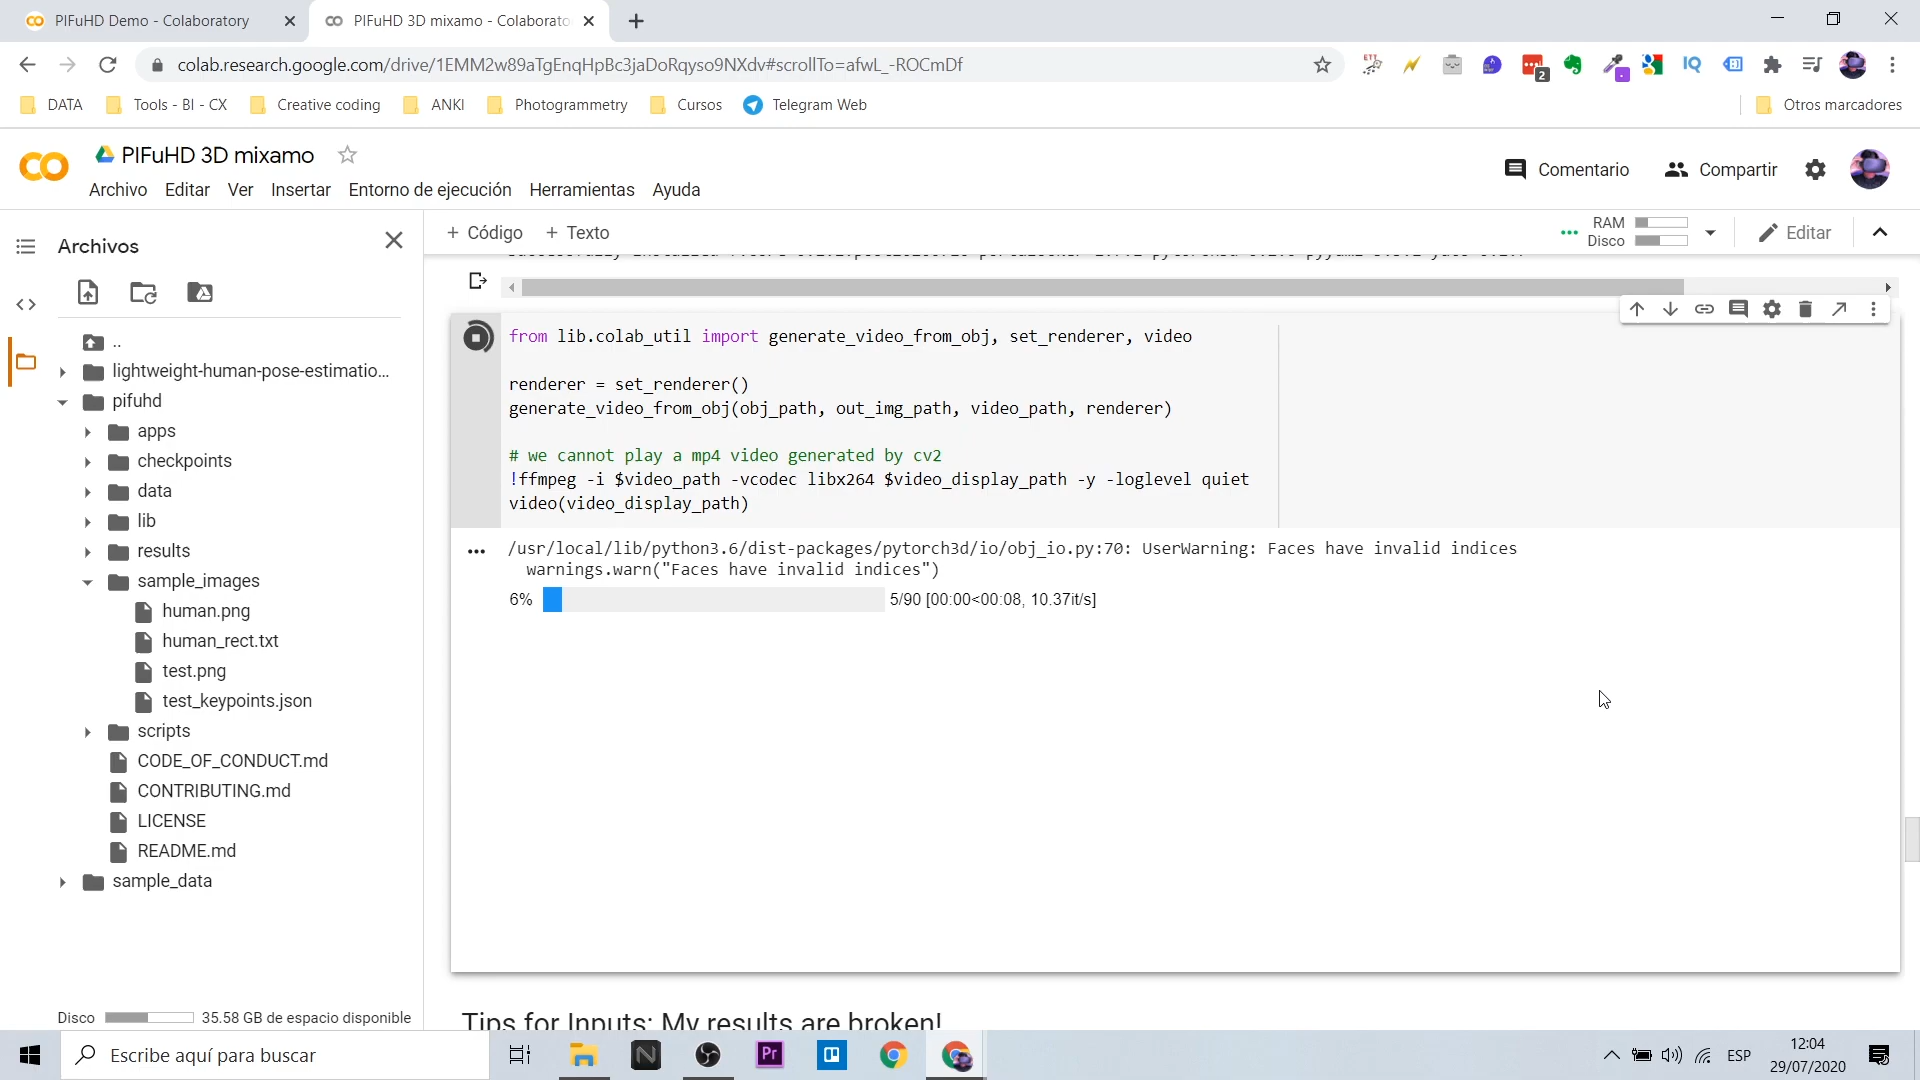 PIFuHD Demo - Colaboratory
PIFuHD 3D mixamo - Colaborato
colab.research.google.com/drive/1EMM2w89aTgEnqHpBc3jaDoRqyso9NXdv#scrollTo=afwL_-ROCmDf
DATA
Tools - BI - CX
Creative coding
ANKI
Photogrammetry
Cursos
Telegram Web
Otros marcadores
PIFuHD 3D mixamo
Archivo
Editar
Ver
Insertar
Entorno de ejecución
Herramientas
Ayuda
Comentario
Compartir
Archivos
+ Código
+ Texto
RAM
Disco
Editar
..
lightweight-human-pose-estimatio...
pifuhd
apps
checkpoints
data
lib
results
sample_images
human.png
human_rect.txt
test.png
test_keypoints.json
scripts
CODE_OF_CONDUCT.md
CONTRIBUTING.md
LICENSE
README.md
sample_data
Disco
35.58 GB de espacio disponible
from lib.colab_util import generate_video_from_obj, set_renderer, video
renderer = set_renderer()
generate_video_from_obj(obj_path, out_img_path, video_path, renderer)
# we cannot play a mp4 video generated by cv2
!ffmpeg -i $video_path -vcodec libx264 $video_display_path -y -loglevel quiet
video(video_display_path)
/usr/local/lib/python3.6/dist-packages/pytorch3d/io/obj_io.py:70: UserWarning: Faces have invalid indices
warnings.warn("Faces have invalid indices")
6%
5/90 [00:00<00:08, 10.37it/s]
Tips for Inputs: My results are broken!
Escribe aquí para buscar
ESP
12:04
29/07/2020